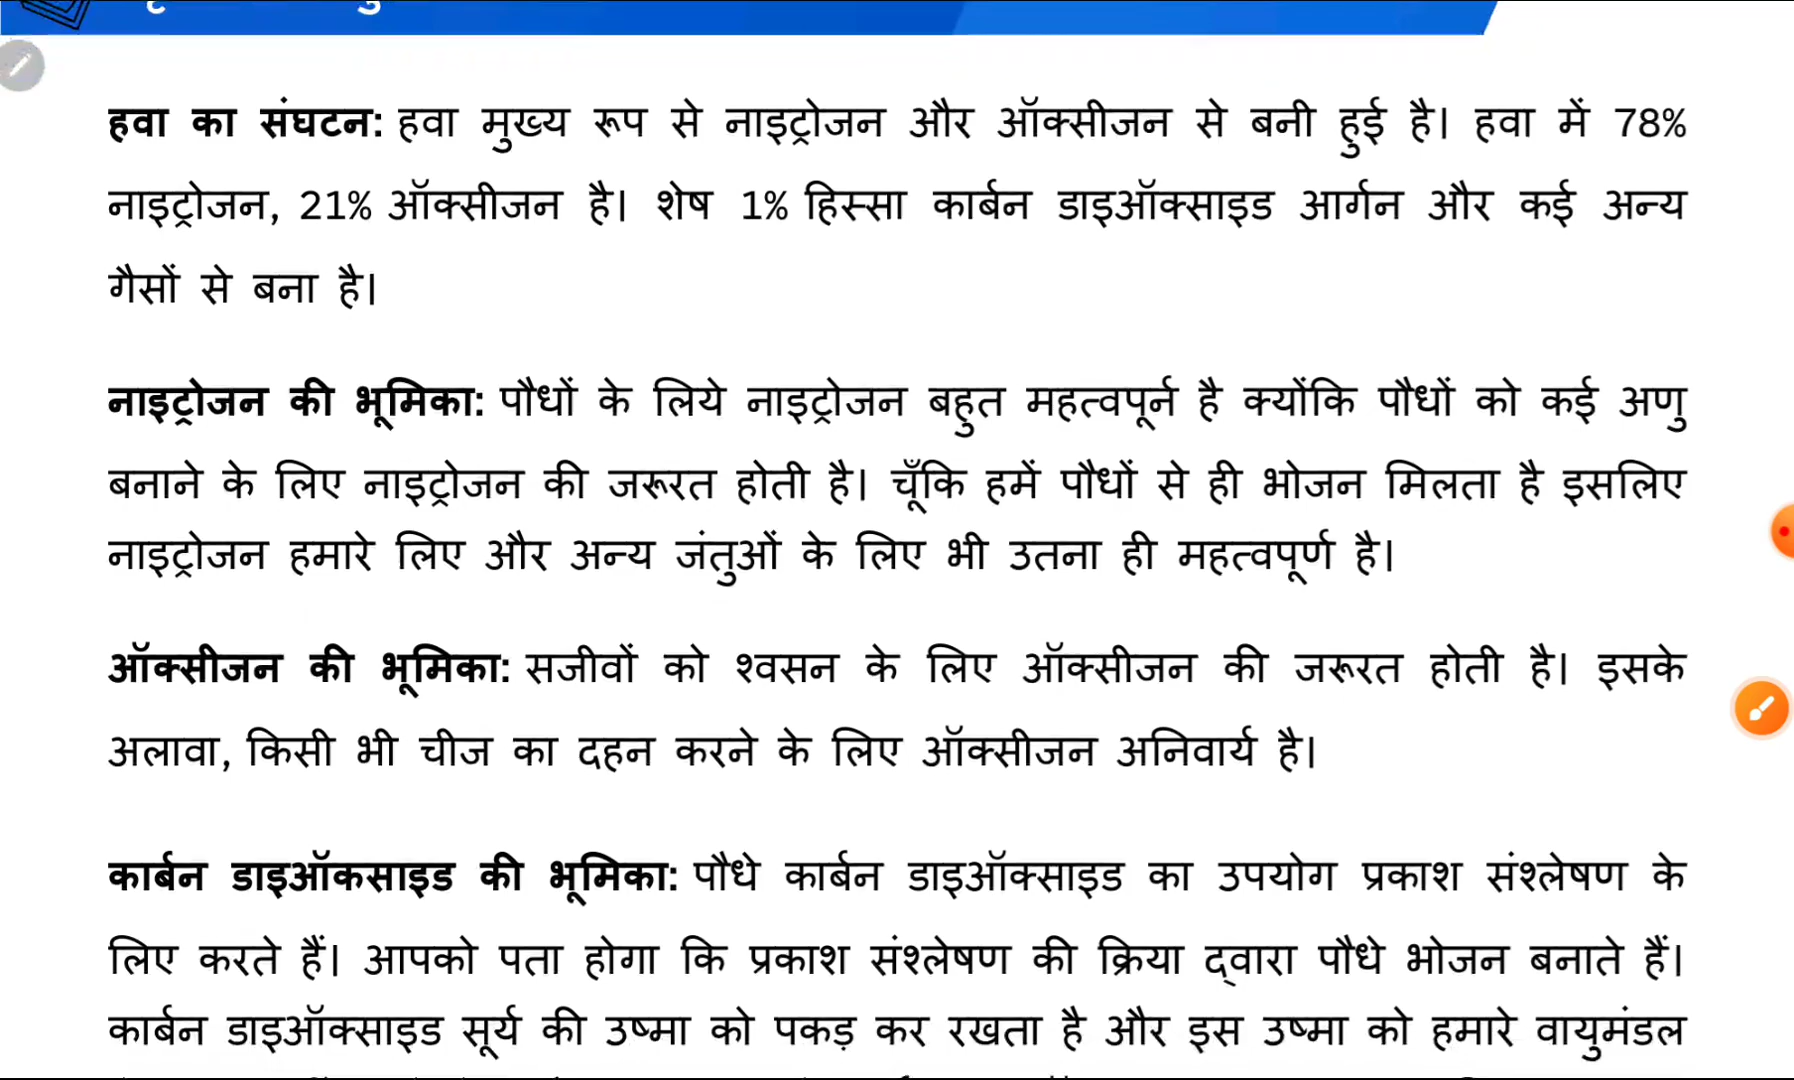 हवा का संघटन: हवा मुख्य रूप से नाइट्रोजन और ऑक्सीजन से बनी हुई है। हवा में 78%
नाइट्रोजन, 21% ऑक्सीजन है। शेष 1% हिस्सा कार्बन डाइऑक्साइड आर्गन और कई अन्य
गैसों से बना है।
नाइट्रोजन की भूमिका: पौधों के लिये नाइट्रोजन बहुत महत्वपूर्न है क्योंकि पौधों को कई अणु
बनाने के लिए नाइट्रोजन की जरूरत होती है। चूँकि हमें पौधों से ही भोजन मिलता है इसलिए
नाइट्रोजन हमारे लिए और अन्य जंतुओं के लिए भी उतना ही महत्वपूर्ण है।
ऑक्सीजन की भूमिका: सजीवों को श्वसन के लिए ऑक्सीजन की जरूरत होती है। इसके
अलावा, किसी भी चीज का दहन करने के लिए ऑक्सीजन अनिवार्य है।
कार्बन डाइऑकसाइड की भूमिका: पौधे कार्बन डाइऑक्साइड का उपयोग प्रकाश संश्लेषण के
लिए करते हैं। आपको पता होगा कि प्रकाश संश्लेषण की क्रिया द्वारा पौधे भोजन बनाते हैं।
कार्बन डाइऑक्साइड सूर्य की उष्मा को पकड़ कर रखता है और इस उष्मा को हमारे वायुमंडल